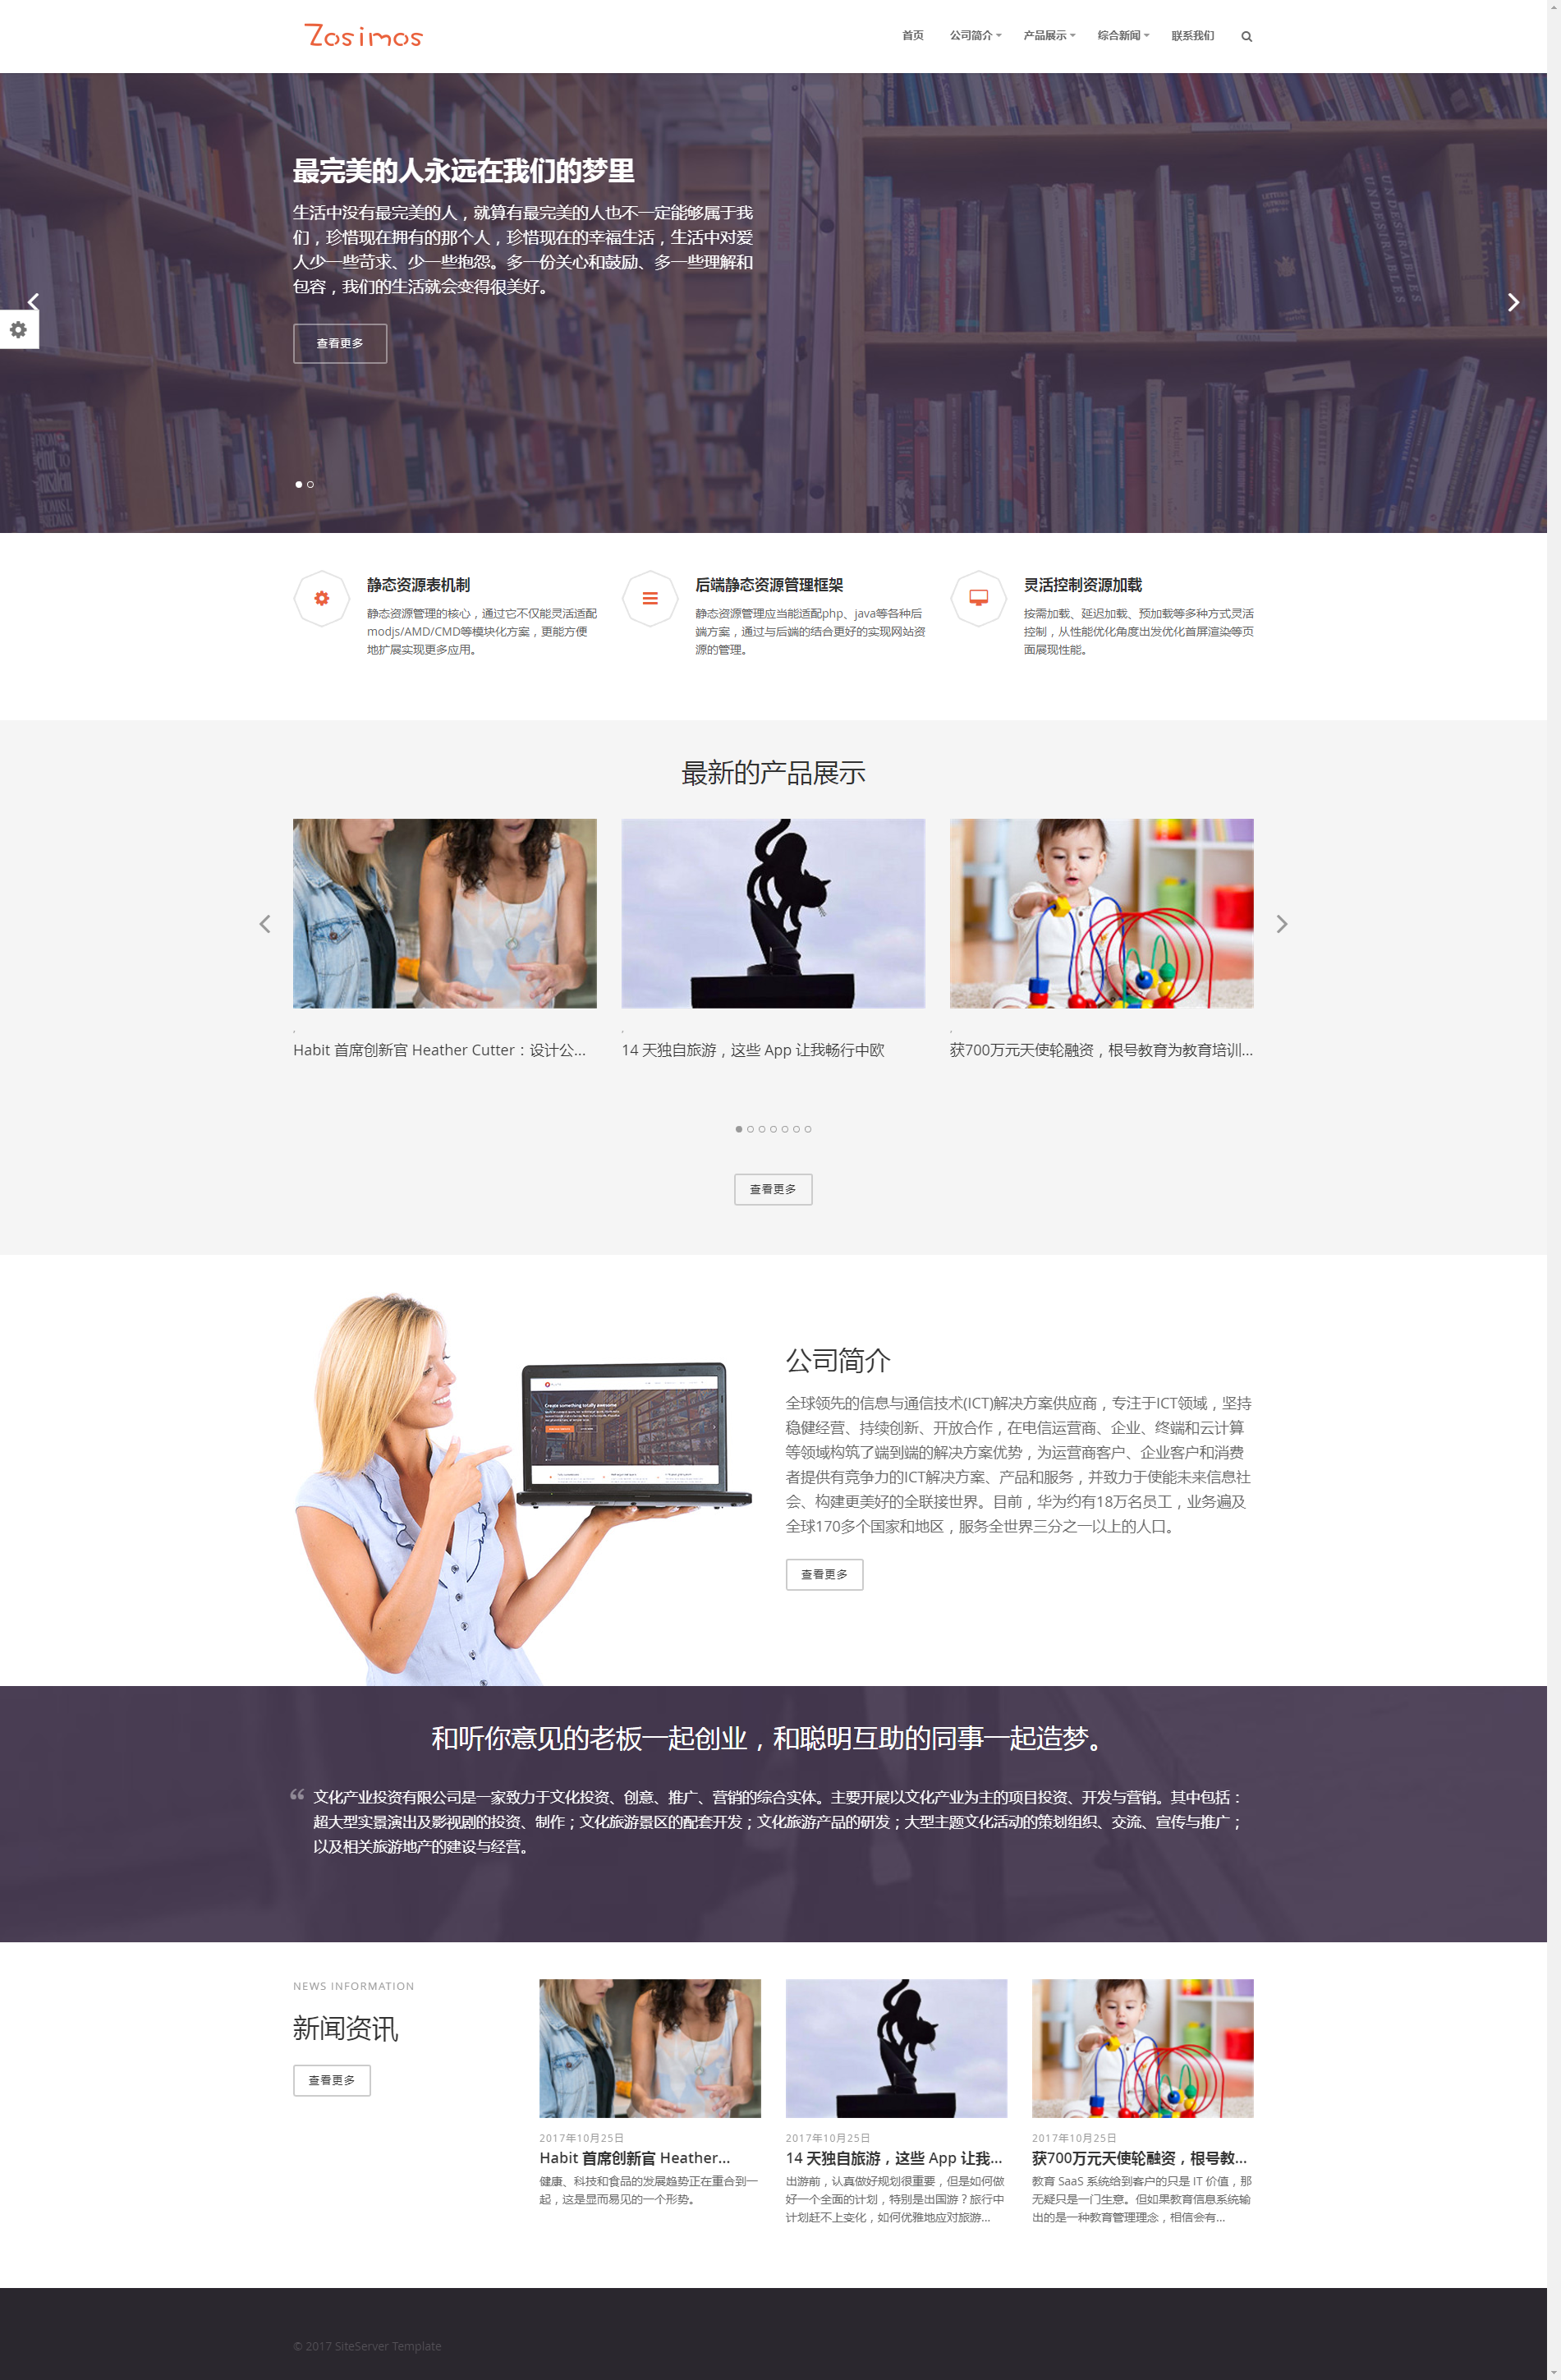 Zosimos
首页 公司简介 产品展示 综合新闻 联系我们
最完美的人永远在我们的梦里
生活中没有最完美的人，就算有最完美的人也不一定能够属于我
们，珍惜现在拥有的那个人，珍惜现在的幸福生活，生活中对爱
人少一些苛求、少一些抱怨。多一份关心和鼓励、多一些理解和
包容，我们的生活就会变得很美好。
查看更多
静态资源表机制
静态资源管理的核心，通过它不仅能灵活适配
modjs/AMD/CMD等模块化方案，更能方便
地扩展实现更多应用。
后端静态资源管理框架
静态资源管理应当能适配php、java等各种后
端方案，通过与后端的结合更好的实现网站资
源的管理。
灵活控制资源加载
按需加载、延迟加载、预加载等多种方式灵活
控制，从性能优化角度出发优化首屏渲染等页
面展现性能。
最新的产品展示
,
Habit 首席创新官 Heather Cutter：设计公...
,
14 天独自旅游，这些 App 让我畅行中欧
,
获700万元天使轮融资，根号教育为教育培训...
查看更多
Create something totally awesome
公司简介
全球领先的信息与通信技术(ICT)解决方案供应商，专注于ICT领域，坚持
稳健经营、持续创新、开放合作，在电信运营商、企业、终端和云计算
等领域构筑了端到端的解决方案优势，为运营商客户、企业客户和消费
者提供有竞争力的ICT解决方案、产品和服务，并致力于使能未来信息社
会、构建更美好的全联接世界。目前，华为约有18万名员工，业务遍及
全球170多个国家和地区，服务全世界三分之一以上的人口。
查看更多
和听你意见的老板一起创业，和聪明互助的同事一起造梦。
“ 文化产业投资有限公司是一家致力于文化投资、创意、推广、营销的综合实体。主要开展以文化产业为主的项目投资、开发与营销。其中包括：
超大型实景演出及影视剧的投资、制作；文化旅游景区的配套开发；文化旅游产品的研发；大型主题文化活动的策划组织、交流、宣传与推广；
以及相关旅游地产的建设与经营。
NEWS INFORMATION
新闻资讯
查看更多
2017年10月25日
Habit 首席创新官 Heather...
健康、科技和食品的发展趋势正在重合到一
起，这是显而易见的一个形势。
2017年10月25日
14 天独自旅游，这些 App 让我...
出游前，认真做好规划很重要，但是如何做
好一个全面的计划，特别是出国游？旅行中
计划赶不上变化，如何优雅地应对旅游...
2017年10月25日
获700万元天使轮融资，根号教...
教育 SaaS 系统给到客户的只是 IT 价值，那
无疑只是一门生意。但如果教育信息系统输
出的是一种教育管理理念，相信会有...
© 2017 SiteServer Template